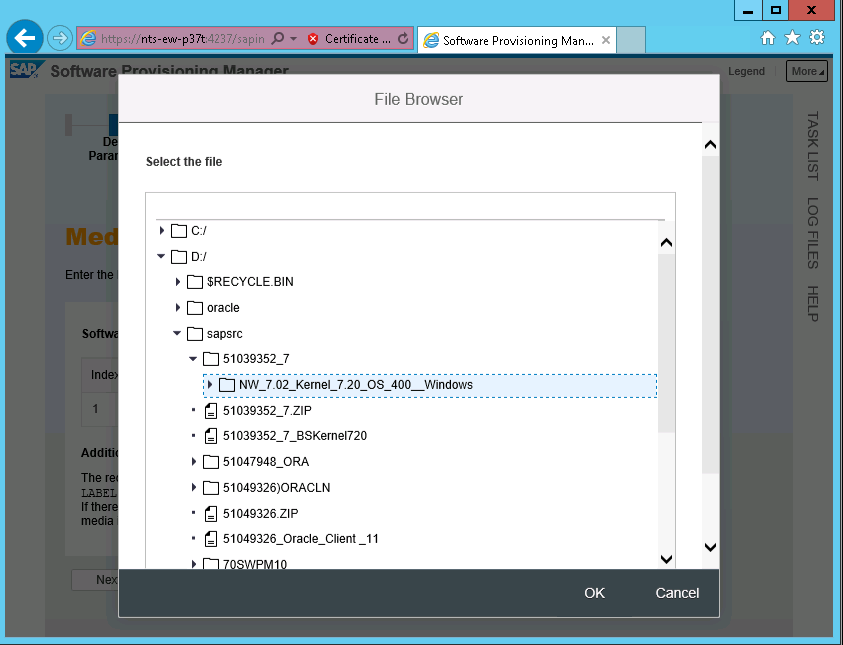 https://nts-ew-p37t:4237/sapin
Certificate ...
Software Provisioning Man...
SAP
Software Provisioning Manager
Legend
More
File Browser
De
Parar
Select the file
C:/
D:/
$RECYCLE.BIN
oracle
sapsrc
51039352_7
NW_7.02_Kernel_7.20_OS_400__Windows
51039352_7.ZIP
51039352_7_BSKernel720
51047948_ORA
51049326)ORACLN
51049326.ZIP
51049326_Oracle_Client _11
70SWPM10
OK
Cancel
Med
Enter the
Softwa
Index
1
Additio
The rec
LABEL
If there
media
Nex
TASK LIST
LOG FILES
HELP